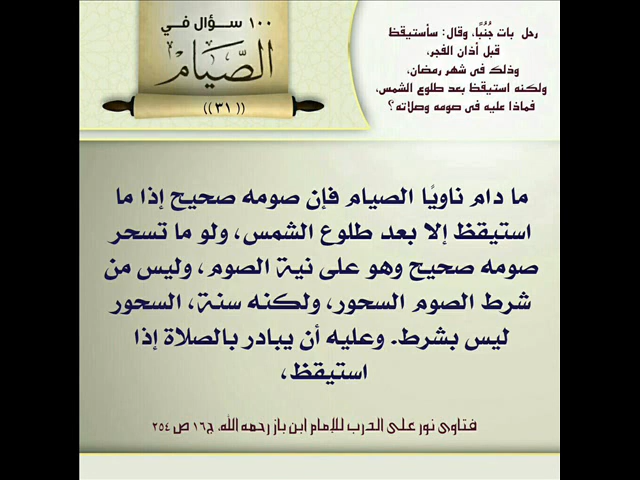 ١٠٠ سؤال في
الصيام
((٣١))
رجل بات جُنُبًا، وقال: سأستيقظ
قبل أذان الفجر،
وذلك في شهر رمضان،
ولكنه استيقظ بعد طلوع الشمس،
فماذا عليه في صومه وصلاته؟
ما دام ناويًا الصيام فإن صومه صحيح إذا ما
استيقظ إلا بعد طلوع الشمس، ولو ما تسحر
صومه صحيح وهو على نية الصوم، وليس من
شرط الصوم السحور، ولكنه سنة، السحور
ليس بشرط. وعليه أن يبادر بالصلاة إذا
استيقظ،
فتاوى نور على الدرب للإمام ابن باز رحمه الله، ج١٦ ص ٢٥٤